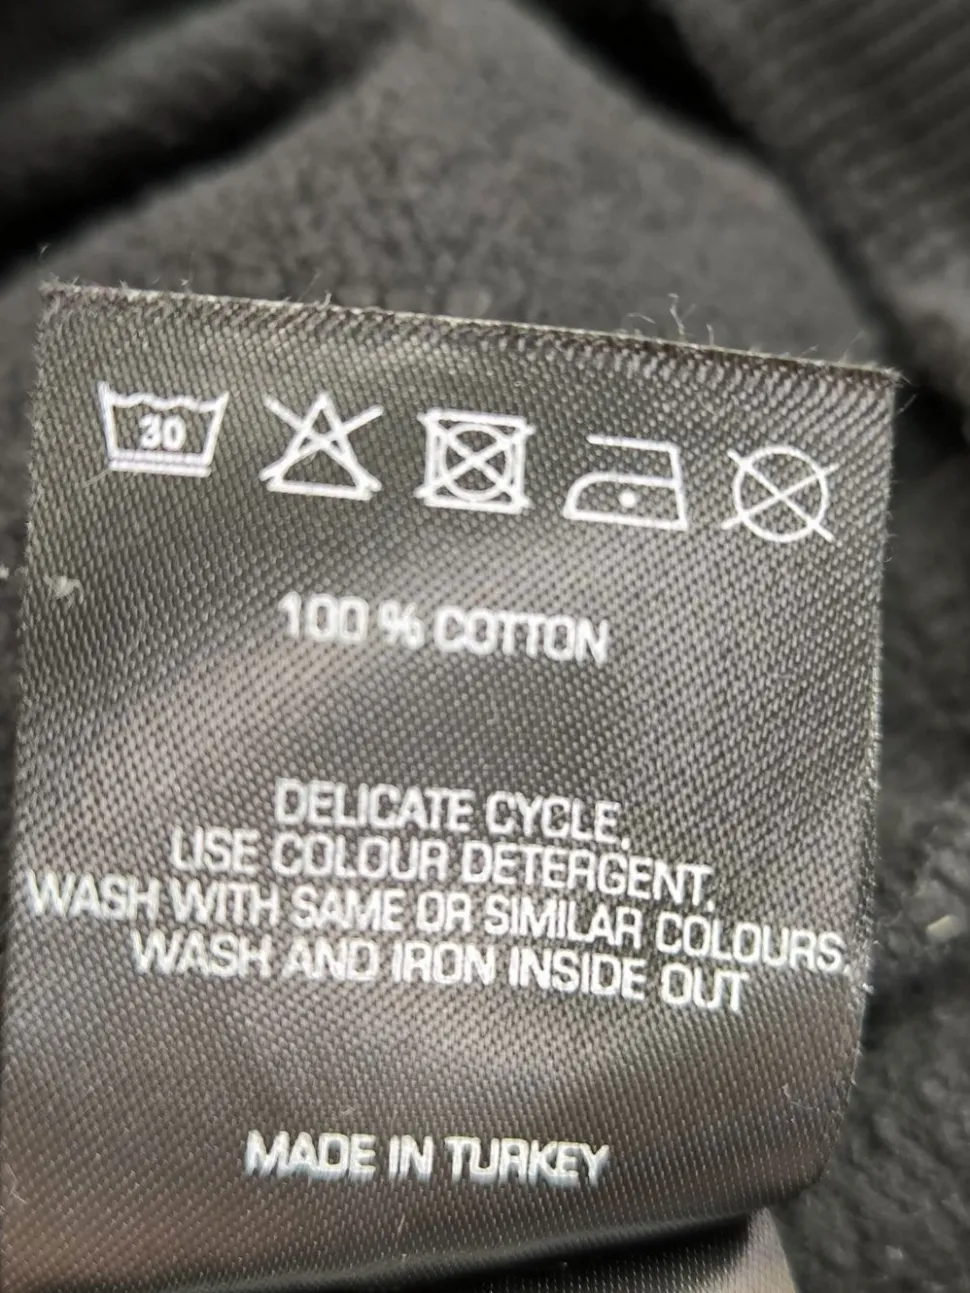 30
100 % COTTON
DELICATE CYCLE.
USE COLOUR DETERGENT.
WASH WITH SAME OR SIMILAR COLOURS.
WASH AND IRON INSIDE OUT
MADE IN TURKEY